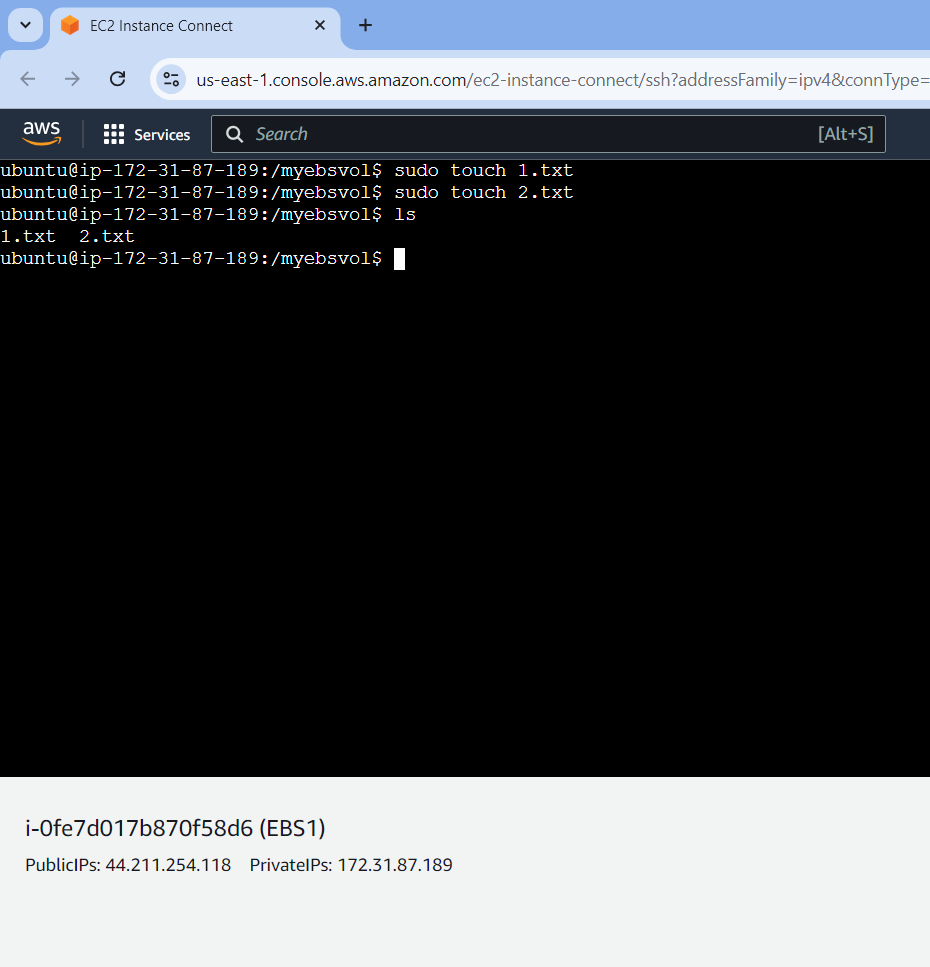 EC2 Instance Connect
us-east-1.console.aws.amazon.com/ec2-instance-connect/ssh?addressFamily=ipv4&connType=
aws Services Search [Alt+S]
ubuntu@ip-172-31-87-189:/myebsvol$ sudo touch 1.txt
ubuntu@ip-172-31-87-189:/myebsvol$ sudo touch 2.txt
ubuntu@ip-172-31-87-189:/myebsvol$ ls
1.txt  2.txt
ubuntu@ip-172-31-87-189:/myebsvol$
i-0fe7d017b870f58d6 (EBS1)
PublicIPs: 44.211.254.118 PrivateIPs: 172.31.87.189